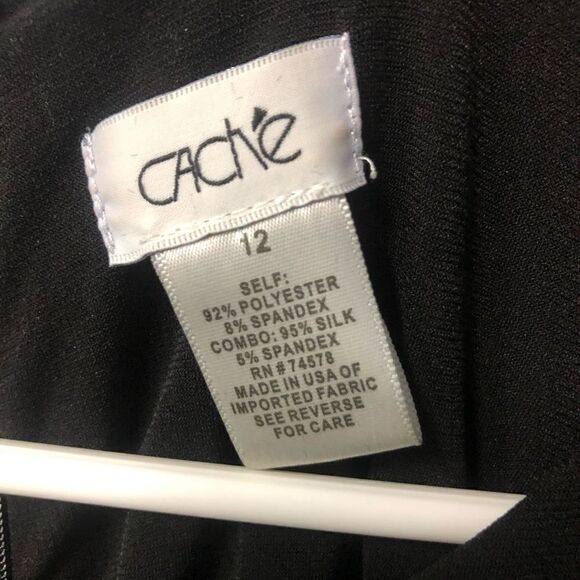 CACHÉ
12
SELF:
92% POLYESTER
8% SPANDEX
COMBO: 95% SILK
5% SPANDEX
RN# 74578
MADE IN USA OF
IMPORTED FABRIC
SEE REVERSE
FOR CARE